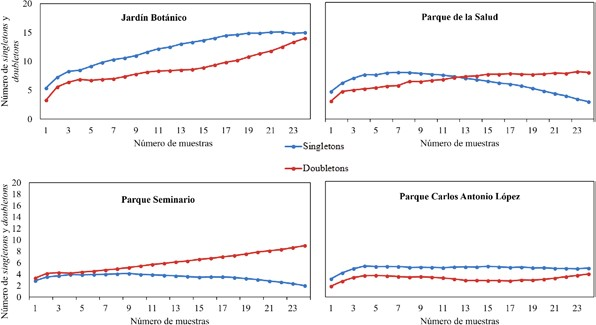 Jardín Botánico
Número de singletons y
doubletons
20
15
10
5
0
1 3 5 7 9 11 13 15 17 19 21 23
Número de muestras
Parque de la Salud
1 3 5 7 9 11 13 15 17 19 21 23
Número de muestras
Singletons
Doubletons
Parque Seminario
Número de singletons y doubletons
20
18
16
14
12
10
8
6
4
2
0
1 3 5 7 9 11 13 15 17 19 21 23
Número de muestras
Parque Carlos Antonio López
1 3 5 7 9 11 13 15 17 19 21 23
Número de muestras